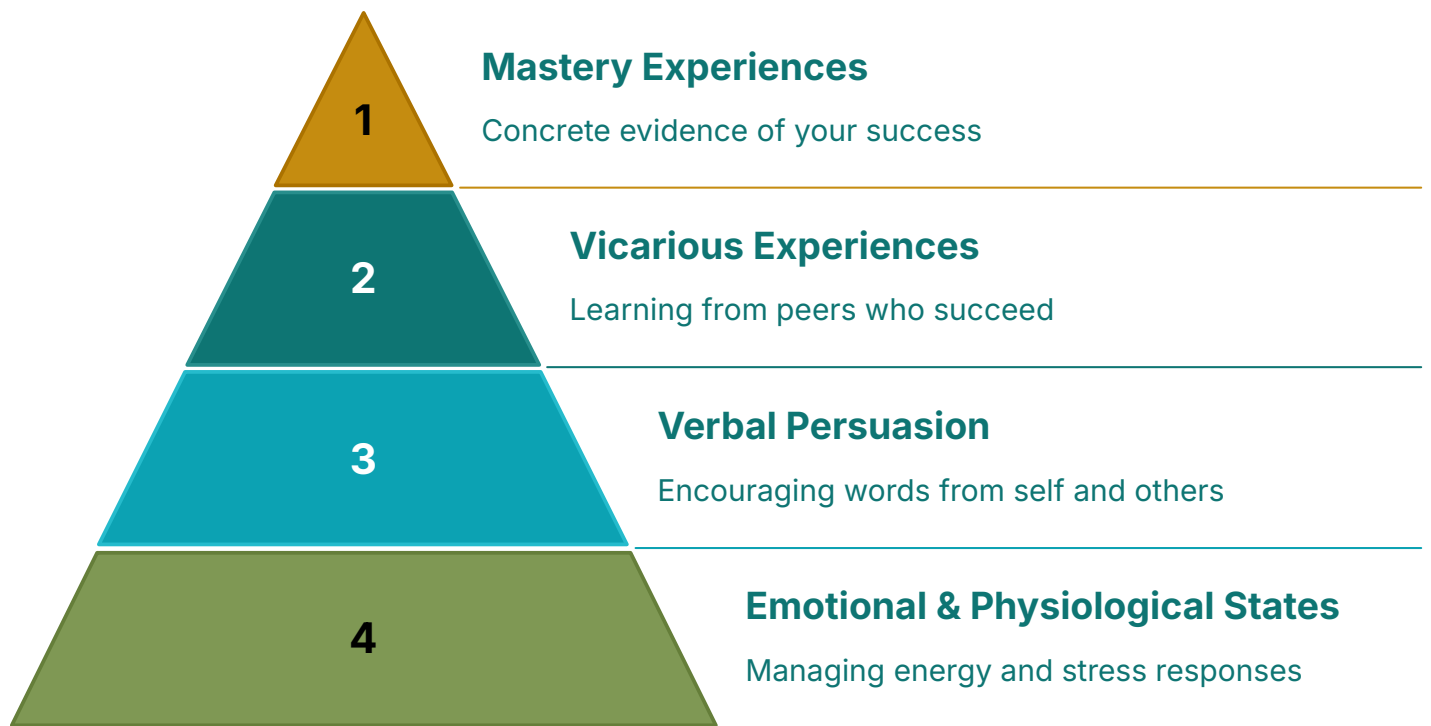 1
Mastery Experiences
Concrete evidence of your success
2
Vicarious Experiences
Learning from peers who succeed
3
Verbal Persuasion
Encouraging words from self and others
4
Emotional & Physiological States
Managing energy and stress responses